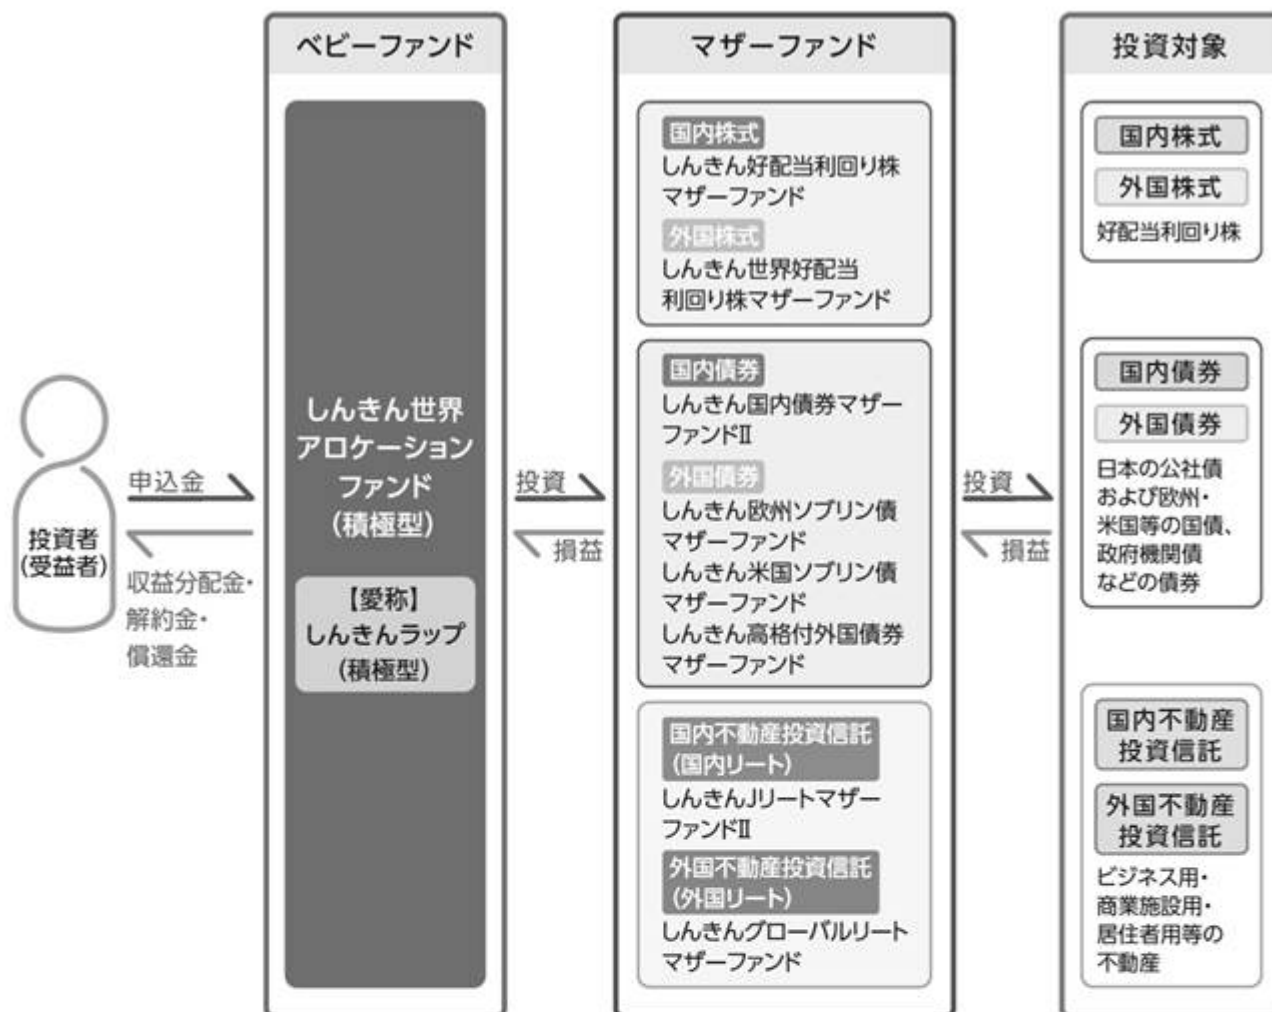 ベビーファンド
マザーファンド
投資対象
投資者
(受益者)
申込金
収益分配金・
解約金・
償還金
しんきん世界
アロケーション
ファンド
(積極型)
【愛称】
しんきんラップ
(積極型)
投資
損益
国内株式
しんきん好配当利回り株
マザーファンド
外国株式
しんきん世界好配当
利回り株マザーファンド
国内債券
しんきん国内債券マザー
ファンドⅡ
外国債券
しんきん欧州ソブリン債
マザーファンド
しんきん米国ソブリン債
マザーファンド
しんきん高格付外国債券
マザーファンド
国内不動産投資信託
(国内リート)
しんきんJリートマザー
ファンドⅡ
外国不動産投資信託
(外国リート)
しんきんグローバルリート
マザーファンド
投資
損益
国内株式
外国株式
好配当利回り株
国内債券
外国債券
日本の公社債
および欧州・
米国等の国債、
政府機関債
などの債券
国内不動産
投資信託
外国不動産
投資信託
ビジネス用・
商業施設用・
居住者用等の
不動産